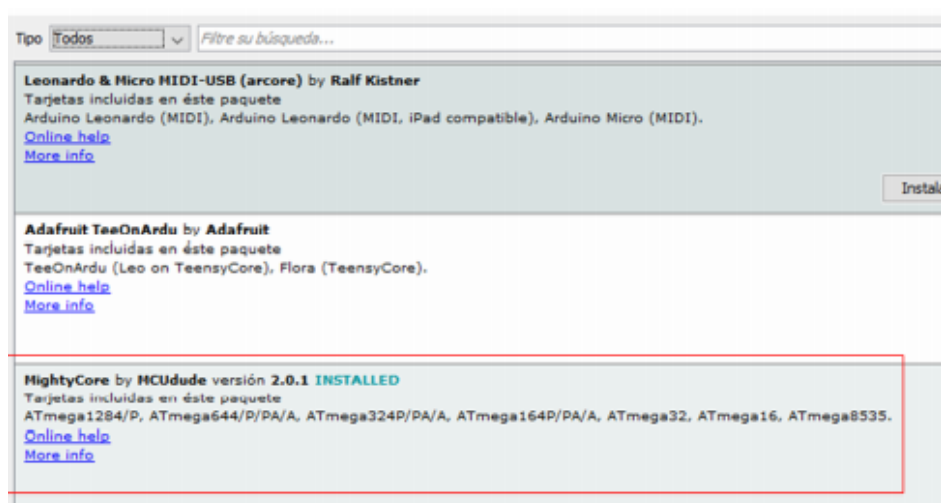 Tipo Todos Filtre su búsqueda...
Leonardo & Micro MIDI-USB (arcore) by Ralf Kistner
Tarjetas incluidas en éste paquete
Arduino Leonardo (MIDI), Arduino Leonardo (MIDI, iPad compatible), Arduino Micro (MIDI).
Online help
More info
Instala
Adafruit TeeOnArdu by Adafruit
Tarjetas incluidas en éste paquete
TeeOnArdu (Leo on TeensyCore), Flora (TeensyCore).
Online help
More info
MightyCore by MCUdude versión 2.0.1 INSTALLED
Tarjetas incluidas en éste paquete
ATmega1284/P, ATmega644/P/PA/A, ATmega324P/PA/A, ATmega164P/PA/A, ATmega32, ATmega16, ATmega8535.
Online help
More info